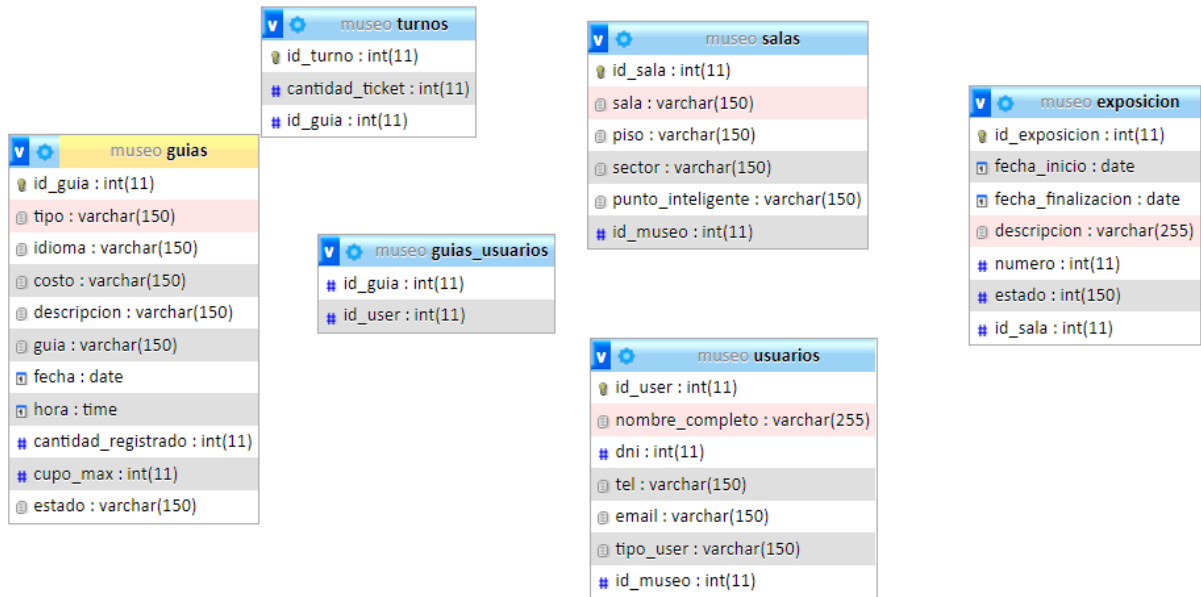 museo turnos
id_turno : int(11)
cantidad_ticket : int(11)
id_guia : int(11)
museo guias
id_guia : int(11)
tipo : varchar(150)
idioma : varchar(150)
costo : varchar(150)
descripcion : varchar(150)
guia : varchar(150)
fecha : date
hora : time
cantidad_registrado : int(11)
cupo_max : int(11)
estado : varchar(150)
museo guias_usuarios
id_guia : int(11)
id_user : int(11)
museo salas
id_sala : int(11)
sala : varchar(150)
piso : varchar(150)
sector : varchar(150)
punto_inteligente : varchar(150)
id_museo : int(11)
museo usuarios
id_user : int(11)
nombre_completo : varchar(255)
dni : int(11)
tel : varchar(150)
email : varchar(150)
tipo_user : varchar(150)
id_museo : int(11)
museo exposicion
id_exposicion : int(11)
fecha_inicio : date
fecha_finalizacion : date
descripcion : varchar(255)
numero : int(11)
estado : int(150)
id_sala : int(11)